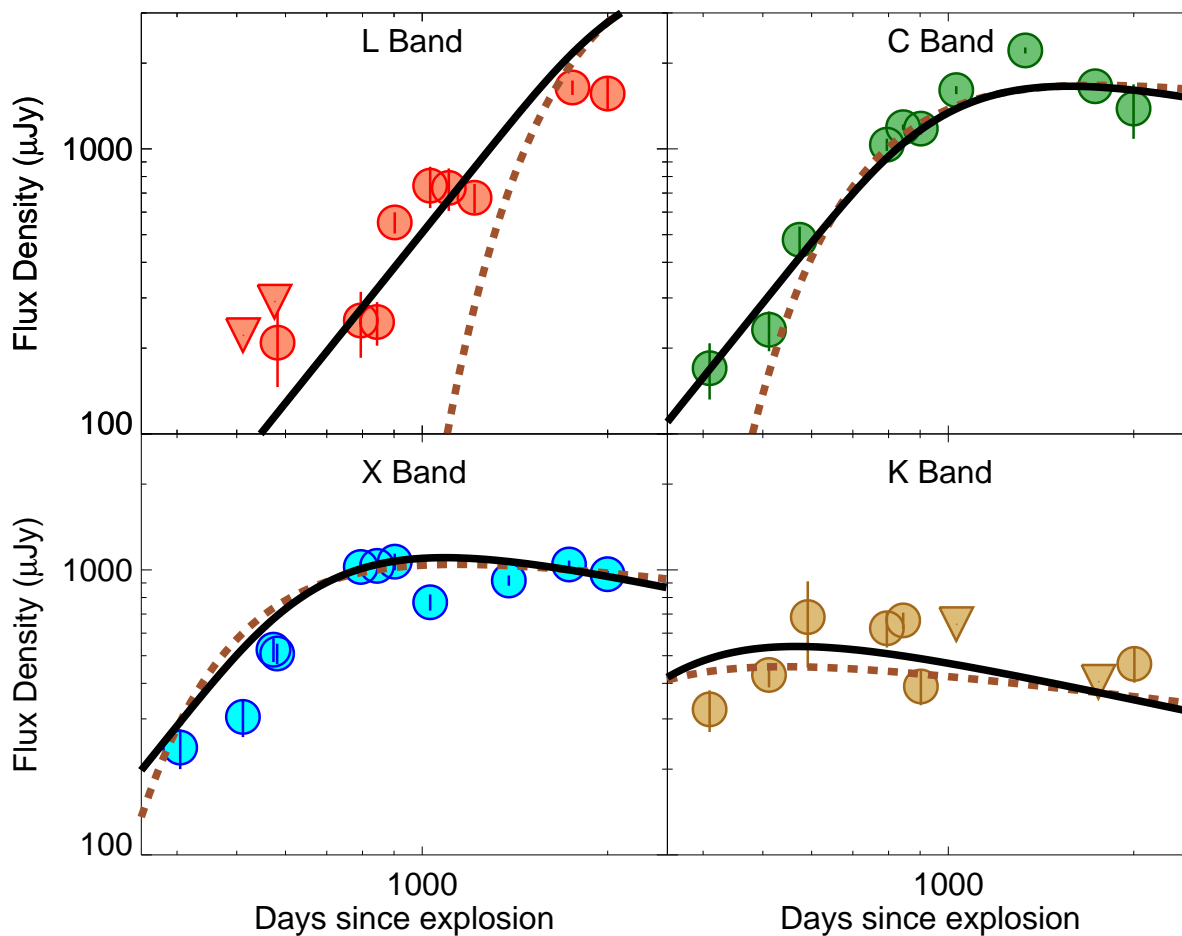 L Band
C Band
Flux Density (μJy)
1000
100
X Band
K Band
Flux Density (μJy)
1000
100
1000
1000
Days since explosion
Days since explosion